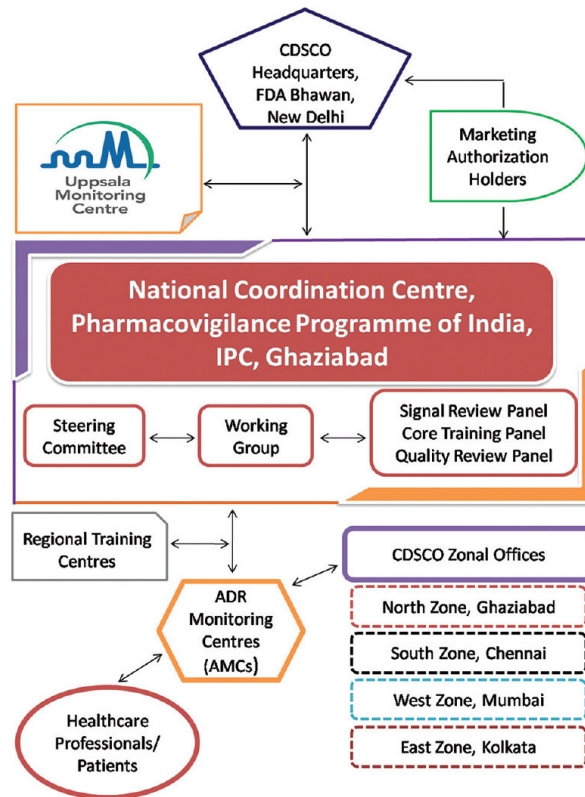 CDSCO
Headquarters,
FDA Bhawan,
New Delhi
Uppsala
Monitoring
Centre
Marketing
Authorization
Holders
National Coordination Centre,
Pharmacovigilance Programme of India,
IPC, Ghaziabad
Steering
Committee
Working
Group
Signal Review Panel
Core Training Panel
Quality Review Panel
Regional Training
Centres
ADR
Monitoring
Centres
(AMCs)
Healthcare
Professionals/
Patients
CDSCO Zonal Offices
North Zone, Ghaziabad
South Zone, Chennai
West Zone, Mumbai
East Zone, Kolkata